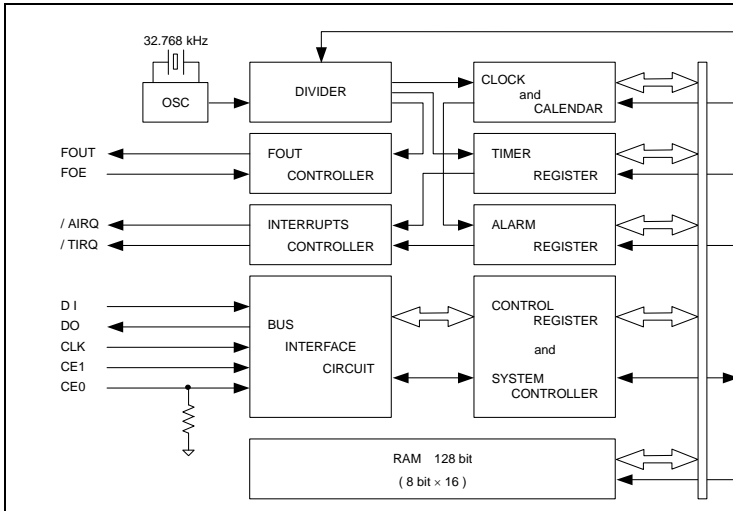 32.768 kHz
OSC
DIVIDER
CLOCK
and
CALENDAR
FOUT
FOE
FOUT
CONTROLLER
TIMER
REGISTER
/ AIRQ
/ TIRQ
INTERRUPTS
CONTROLLER
ALARM
REGISTER
D I
DO
CLK
CE1
CE0
BUS
INTERFACE
CIRCUIT
CONTROL
REGISTER
and
SYSTEM
CONTROLLER
RAM 128 bit
( 8 bit × 16 )